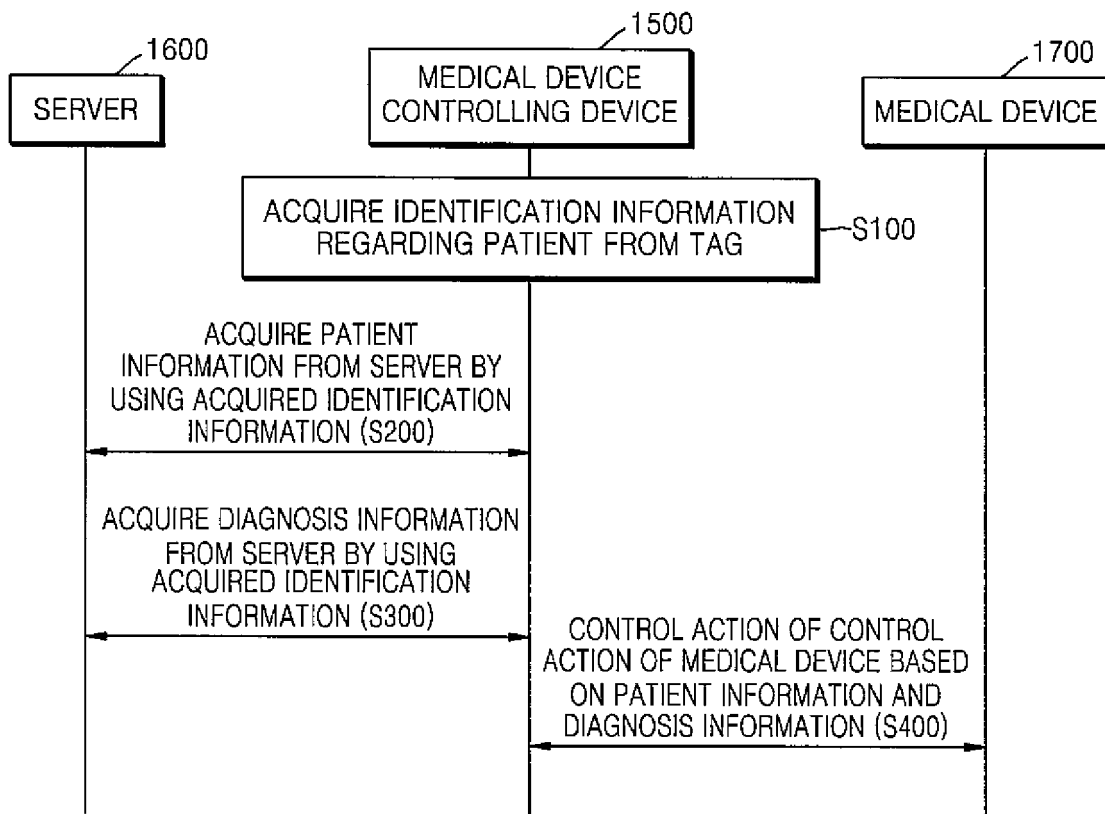 1600
SERVER
1500
MEDICAL DEVICE
CONTROLLING DEVICE
1700
MEDICAL DEVICE
ACQUIRE IDENTIFICATION INFORMATION
REGARDING PATIENT FROM TAG
S100
ACQUIRE PATIENT
INFORMATION FROM SERVER BY
USING ACQUIRED IDENTIFICATION
INFORMATION (S200)
ACQUIRE DIAGNOSIS INFORMATION
FROM SERVER BY USING
ACQUIRED IDENTIFICATION
INFORMATION (S300)
CONTROL ACTION OF CONTROL
ACTION OF MEDICAL DEVICE BASED
ON PATIENT INFORMATION AND
DIAGNOSIS INFORMATION (S400)